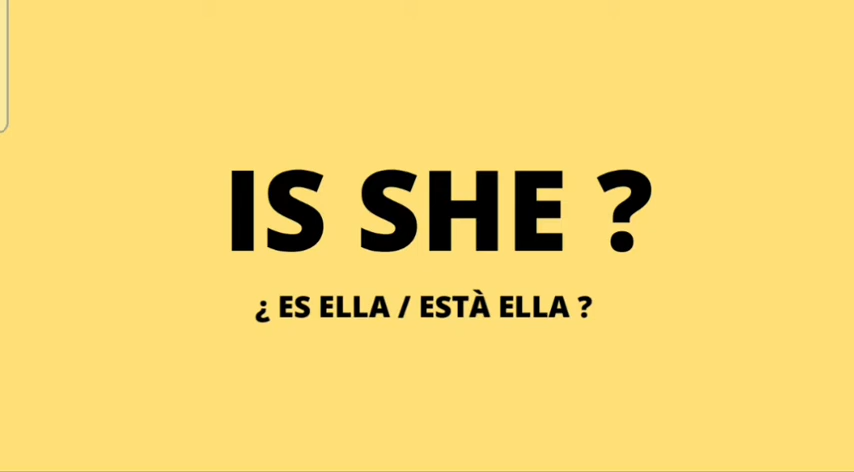 IS SHE ?
¿ ES ELLA / ESTÀ ELLA ?